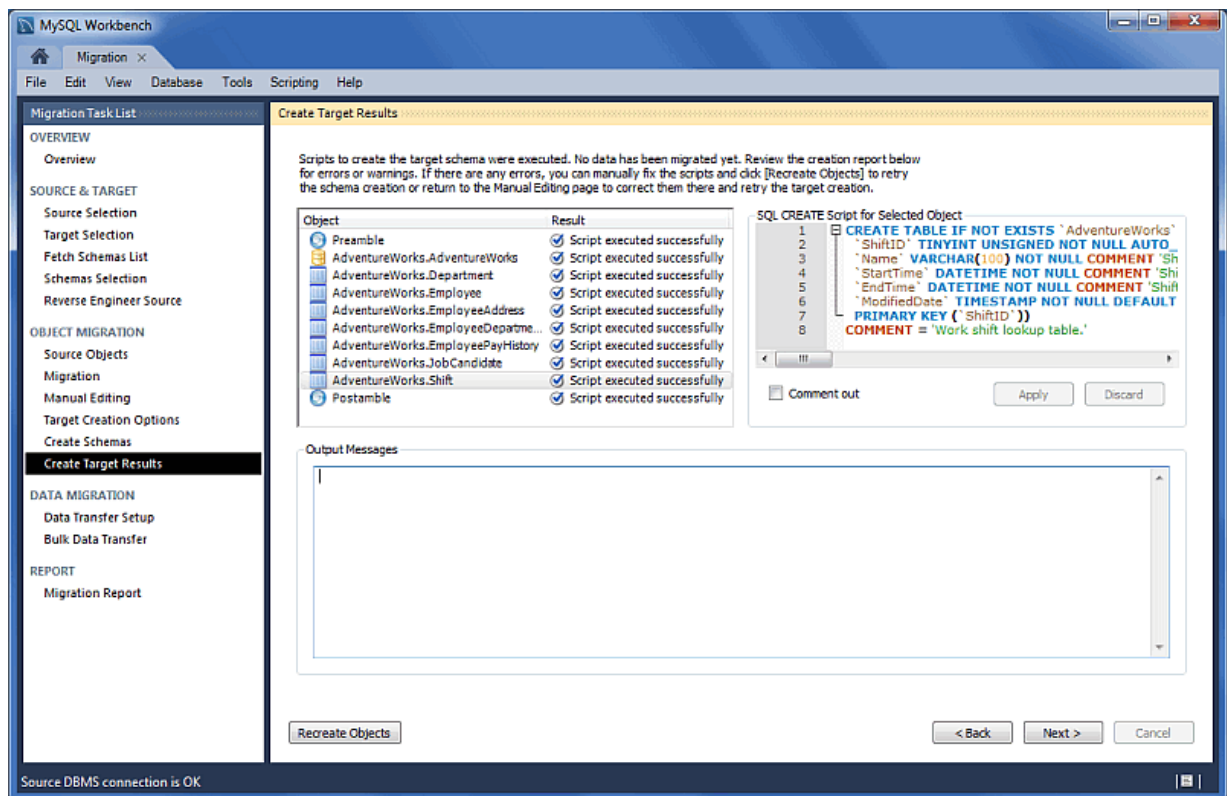 MySQL Workbench
Migration
File Edit View Database Tools Scripting Help
Migration Task List
OVERVIEW
Overview
SOURCE & TARGET
Source Selection
Target Selection
Fetch Schemas List
Schemas Selection
Reverse Engineer Source
OBJECT MIGRATION
Source Objects
Migration
Manual Editing
Target Creation Options
Create Schemas
Create Target Results
DATA MIGRATION
Data Transfer Setup
Bulk Data Transfer
REPORT
Migration Report
Create Target Results
Scripts to create the target schema were executed. No data has been migrated yet. Review the creation report below
for errors or warnings. If there are any errors, you can manually fix the scripts and click [Recreate Objects] to retry
the schema creation or return to the Manual Editing page to correct them there and retry the target creation.
Object Result
Preamble Script executed successfully
AdventureWorks.AdventureWorks Script executed successfully
AdventureWorks.Department Script executed successfully
AdventureWorks.Employee Script executed successfully
AdventureWorks.EmployeeAddress Script executed successfully
AdventureWorks.EmployeeDepartme... Script executed successfully
AdventureWorks.EmployeePayHistory Script executed successfully
AdventureWorks.JobCandidate Script executed successfully
AdventureWorks.Shift Script executed successfully
Postamble Script executed successfully
SQL CREATE Script for Selected Object
1 CREATE TABLE IF NOT EXISTS `AdventureWorks`
2 `ShiftID` TINYINT UNSIGNED NOT NULL AUTO_
3 `Name` VARCHAR(100) NOT NULL COMMENT 'Sh
4 `StartTime` DATETIME NOT NULL COMMENT 'Shi
5 `EndTime` DATETIME NOT NULL COMMENT 'Shift
6 `ModifiedDate` TIMESTAMP NOT NULL DEFAULT
7 PRIMARY KEY (`ShiftID`))
8 COMMENT = 'Work shift lookup table.'
Comment out Apply Discard
Output Messages
Recreate Objects < Back Next > Cancel
Source DBMS connection is OK